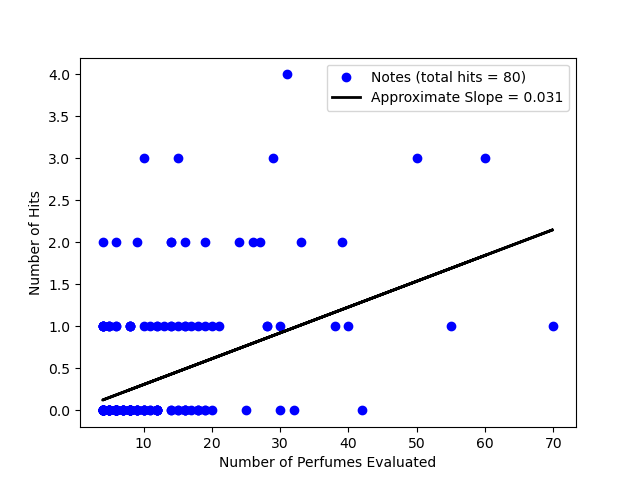 4.0
3.5
3.0
2.5
2.0
1.5
1.0
0.5
0.0
Number of Hits
Notes (total hits = 80)
Approximate Slope = 0.031
10 20 30 40 50 60 70
Number of Perfumes Evaluated